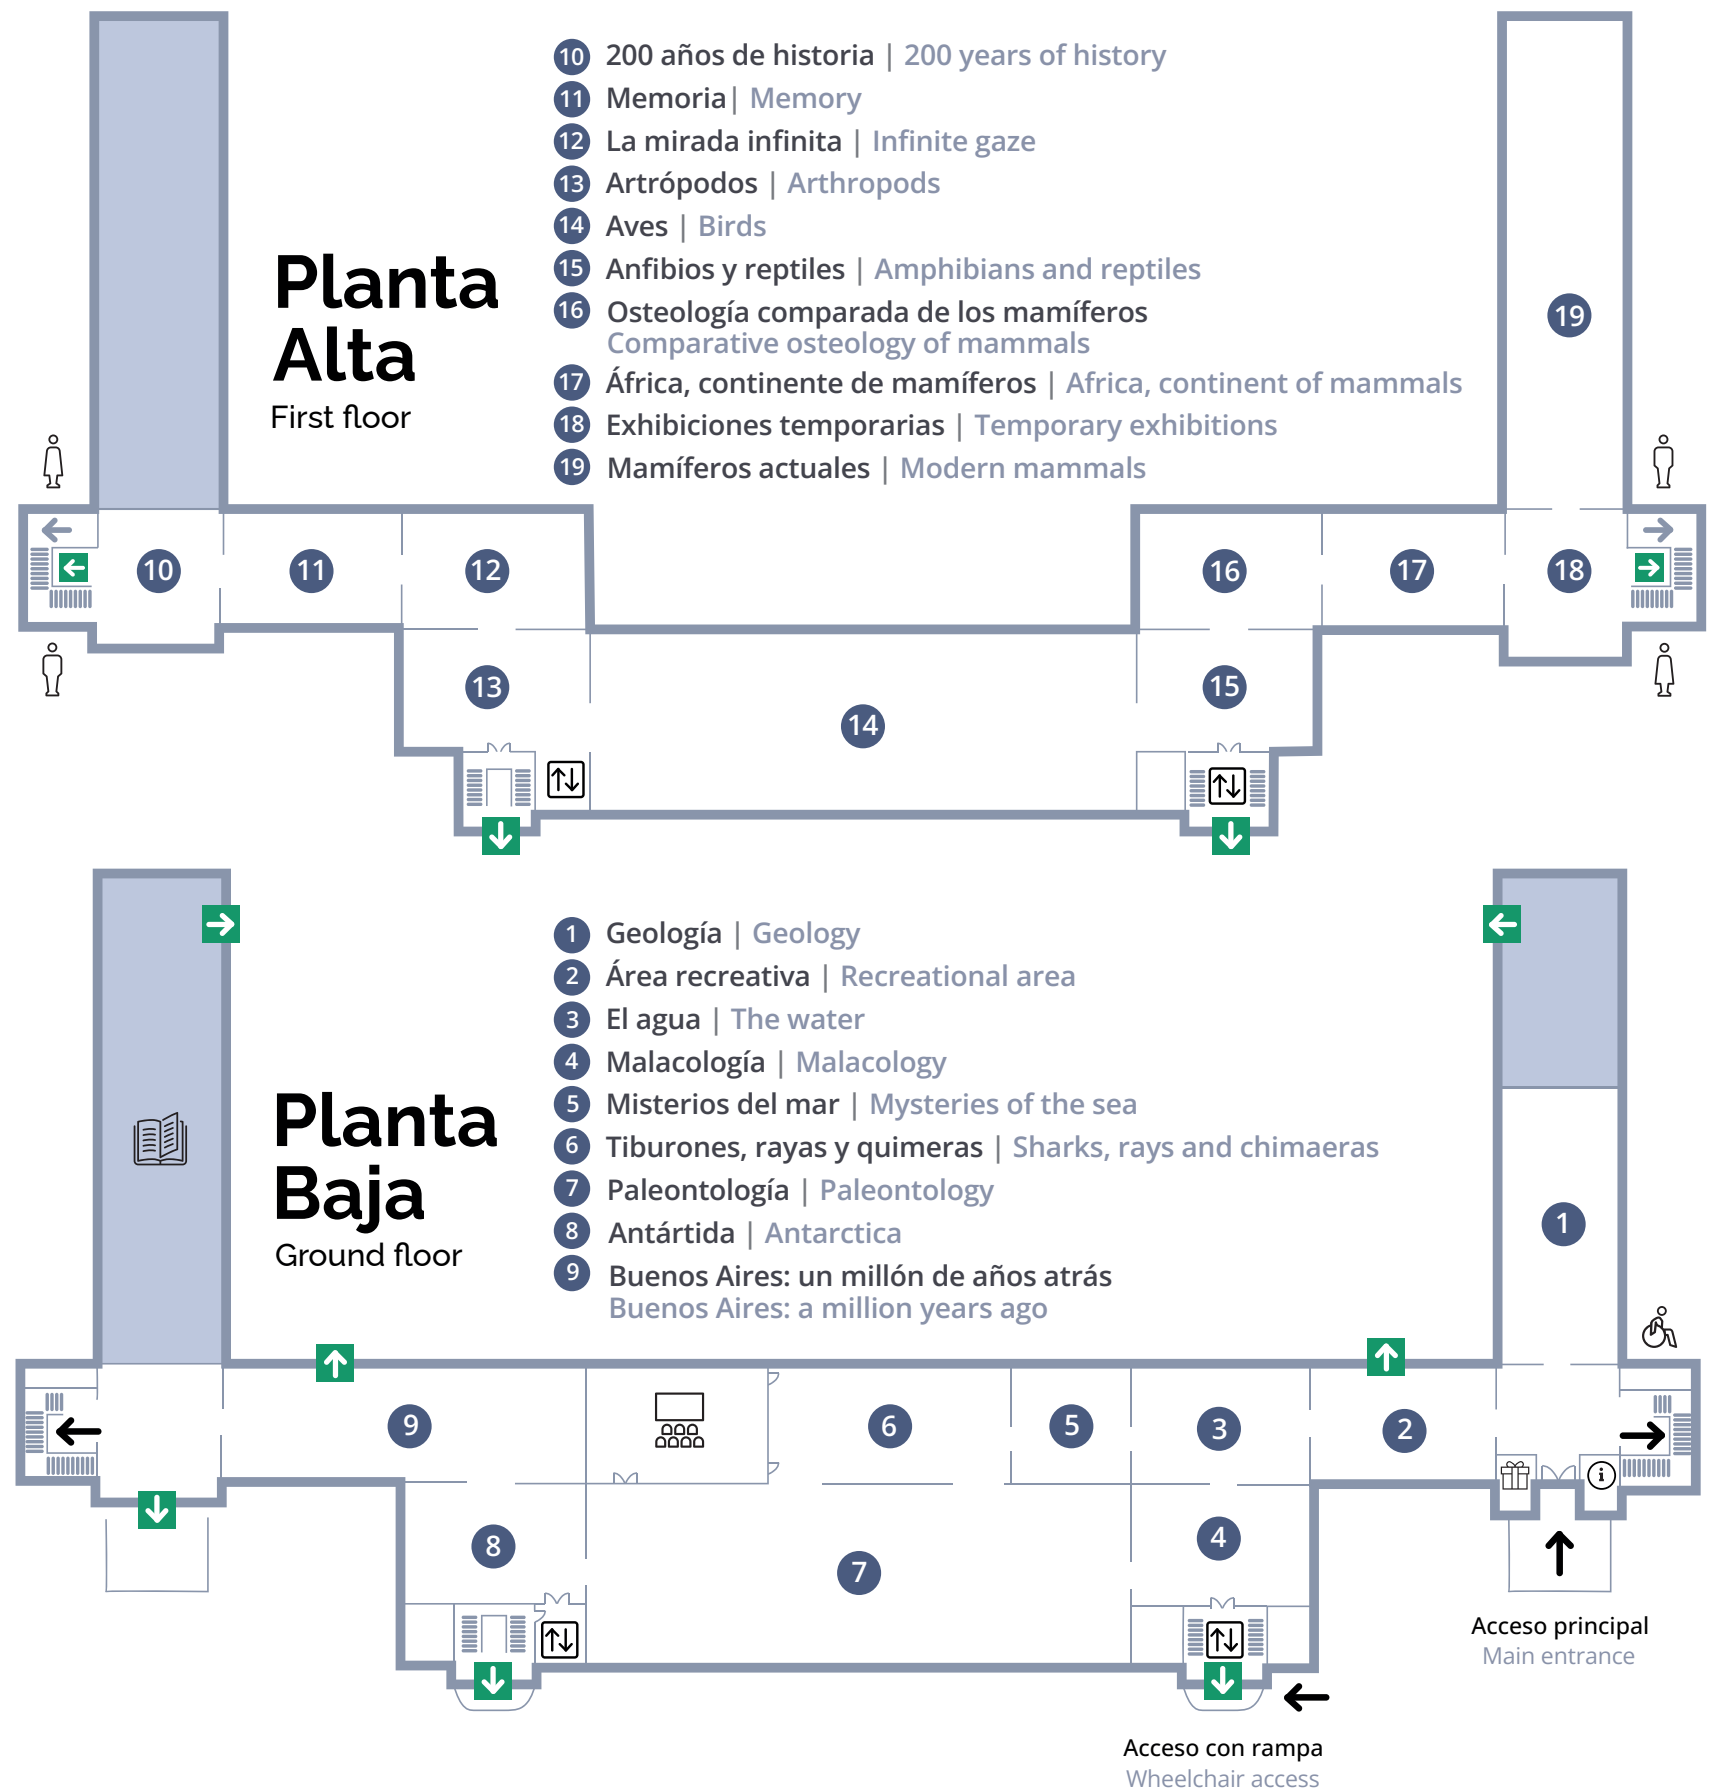 10 200 años de historia | 200 years of history
11 Memoria| Memory
12 La mirada infinita | Infinite gaze
13 Artrópodos | Arthropods
14 Aves | Birds
15 Anfibios y reptiles | Amphibians and reptiles
16 Osteología comparada de los mamíferos
Comparative osteology of mammals
17 África, continente de mamíferos | Africa, continent of mammals
18 Exhibiciones temporarias | Temporary exhibitions
19 Mamíferos actuales | Modern mammals
Planta
Alta
First floor
19
10 11 12 16 17 18
13 15
14
1 Geología | Geology
2 Área recreativa | Recreational area
3 El agua | The water
4 Malacología | Malacology
5 Misterios del mar | Mysteries of the sea
6 Tiburones, rayas y quimeras | Sharks, rays and chimaeras
7 Paleontología | Paleontology
8 Antártida | Antarctica
9 Buenos Aires: un millón de años atrás
Buenos Aires: a million years ago
Planta
Baja
Ground floor
1
9 6 5 3 2
i
8 7 4
Acceso principal
Main entrance
Acceso con rampa
Wheelchair access